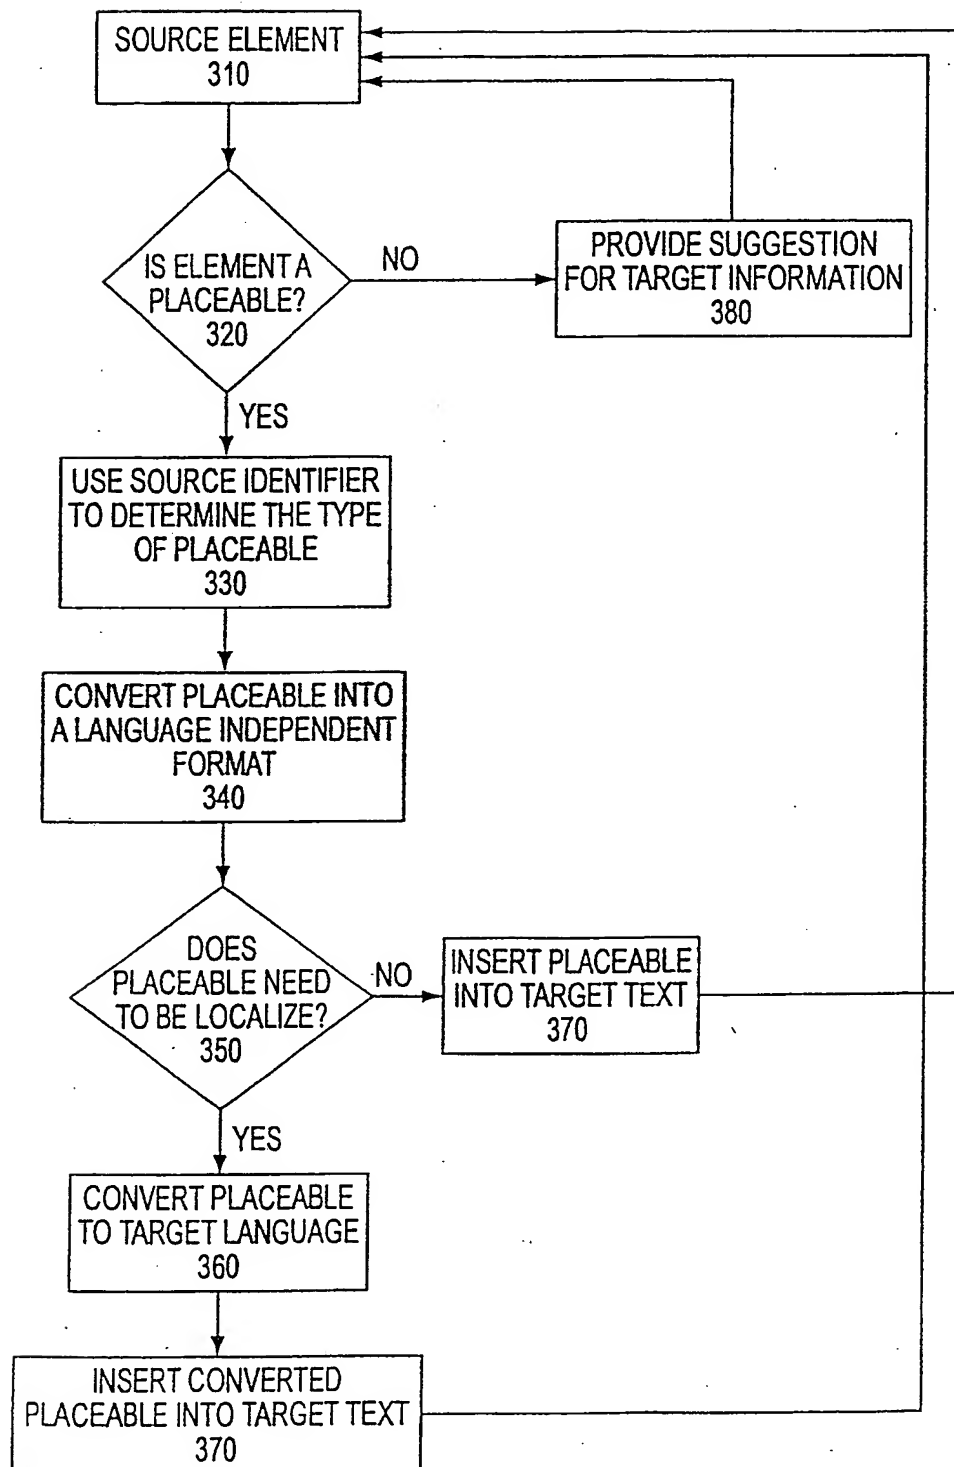 SOURCE ELEMENT
310
IS ELEMENT A
PLACEABLE?
320
NO
PROVIDE SUGGESTION
FOR TARGET INFORMATION
380
YES
USE SOURCE IDENTIFIER
TO DETERMINE THE TYPE
OF PLACEABLE
330
CONVERT PLACEABLE INTO
A LANGUAGE INDEPENDENT
FORMAT
340
DOES
PLACEABLE NEED
TO BE LOCALIZE?
350
NO
INSERT PLACEABLE
INTO TARGET TEXT
370
YES
CONVERT PLACEABLE
TO TARGET LANGUAGE
360
INSERT CONVERTED
PLACEABLE INTO TARGET TEXT
370